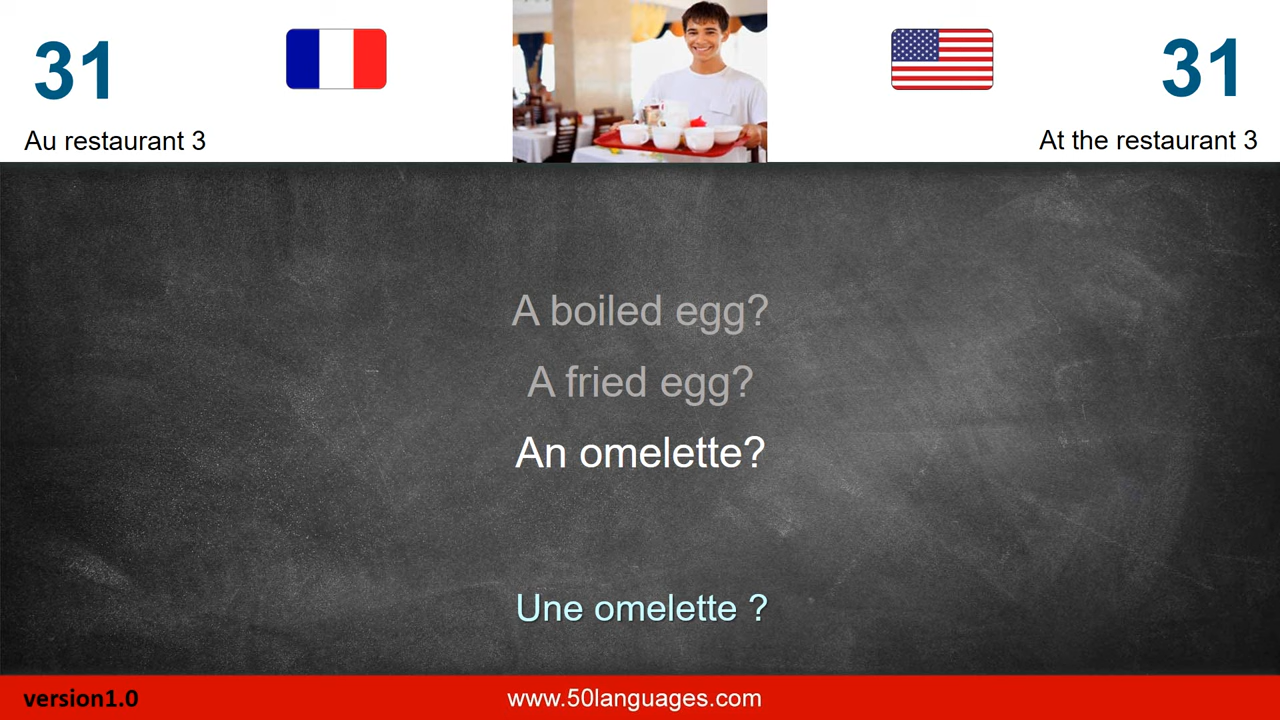 31
31
Au restaurant 3
At the restaurant 3
A boiled egg?
A fried egg?
An omelette?
Une omelette ?
version1.0
www.50languages.com